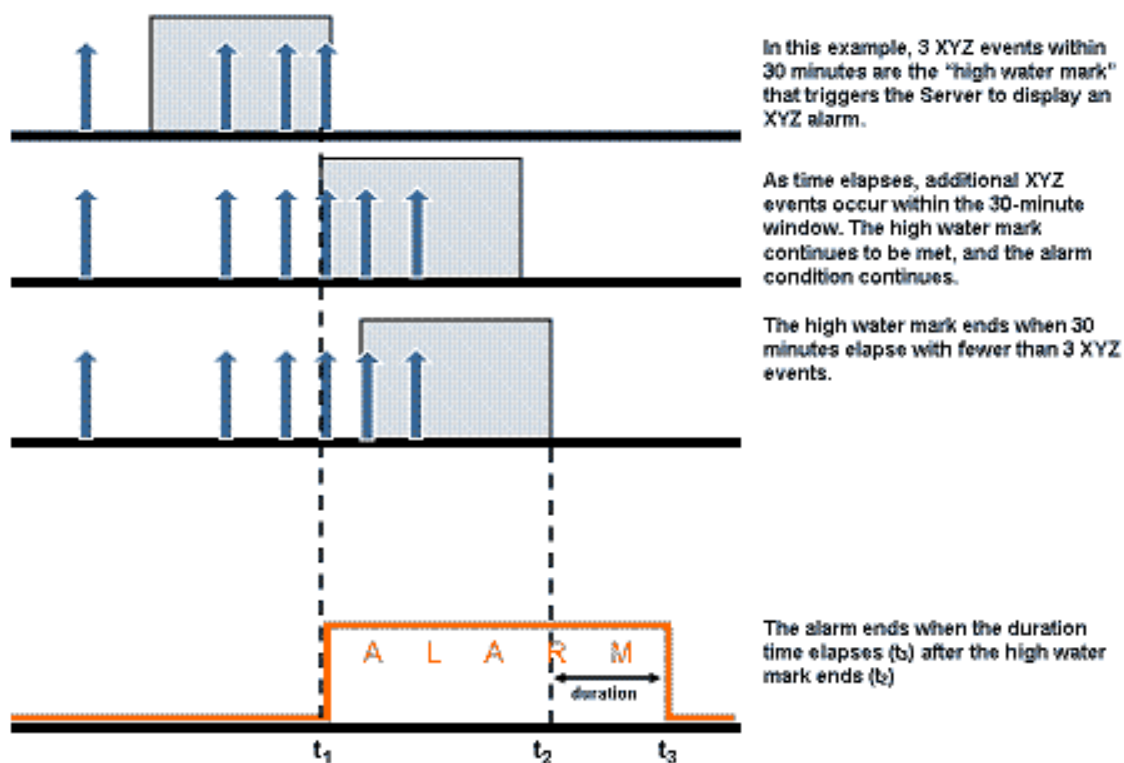 In this example, 3 XYZ events within
30 minutes are the "high water mark"
that triggers the Server to display an
XYZ alarm.
As time elapses, additional XYZ
events occur within the 30-minute
window. The high water mark
continues to be met, and the alarm
condition continues.
The high water mark ends when 30
minutes elapse with fewer than 3 XYZ
events.
The alarm ends when the duration
time elapses (t₃) after the high water
mark ends (t₂)
A L A R M
duration
t₁ t₂ t₃